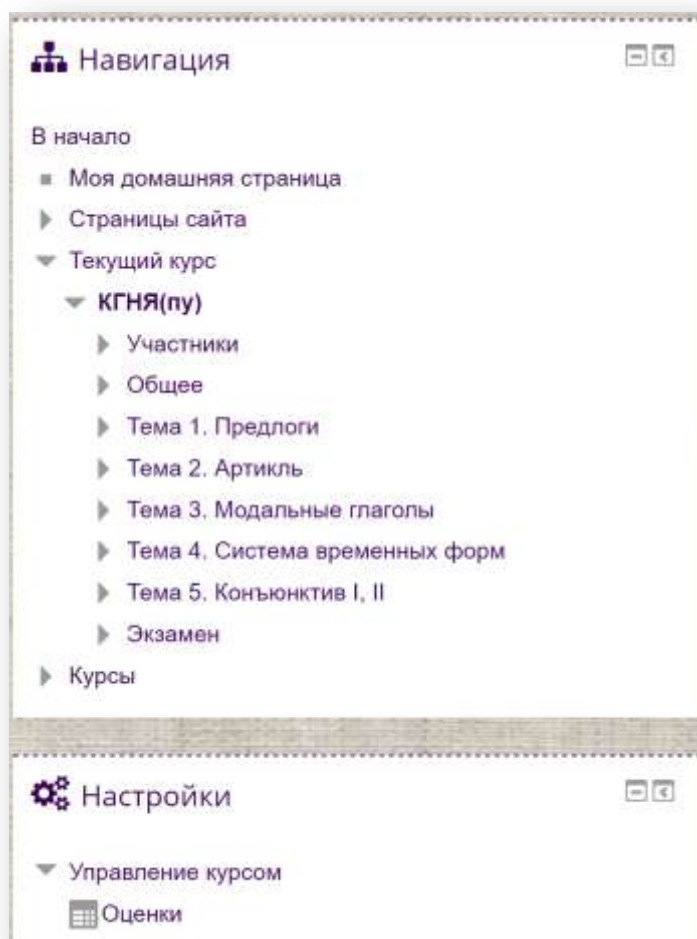 Навигация
В начало
Моя домашняя страница
Страницы сайта
Текущий курс
КГНЯ(пу)
Участники
Общее
Тема 1. Предлоги
Тема 2. Артикль
Тема 3. Модальные глаголы
Тема 4. Система временных форм
Тема 5. Конъюнктив I, II
Экзамен
Курсы
Настройки
Управление курсом
Оценки